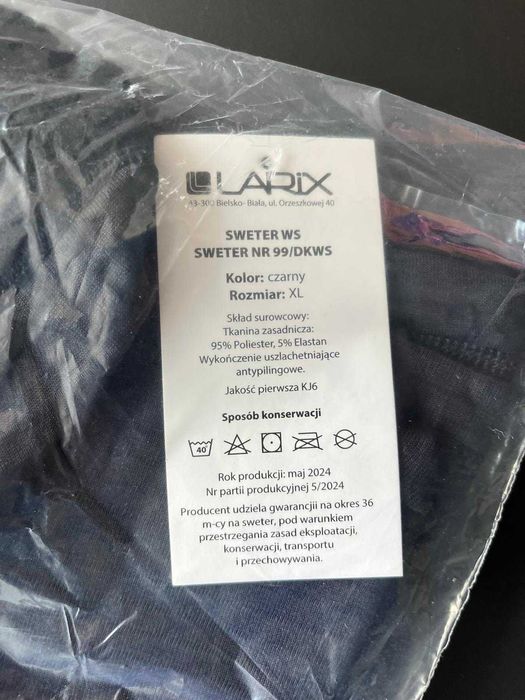 LARIX
43-300 Bielsko- Biała, ul. Orzeszkowej 40
SWETER WS
SWETER NR 99/DKWS
Kolor: czarny
Rozmiar: XL
Skład surowcowy:
Tkanina zasadnicza:
95% Poliester, 5% Elastan
Wykończenie uszlachetniające
antypilingowe.
Jakość pierwsza KJ6
Sposób konserwacji
40
Rok produkcji: maj 2024
Nr partii produkcyjnej 5/2024
Producent udziela gwarancji na okres 36
m-cy na sweter, pod warunkiem
przestrzegania zasad eksploatacji,
konserwacji, transportu
i przechowywania.